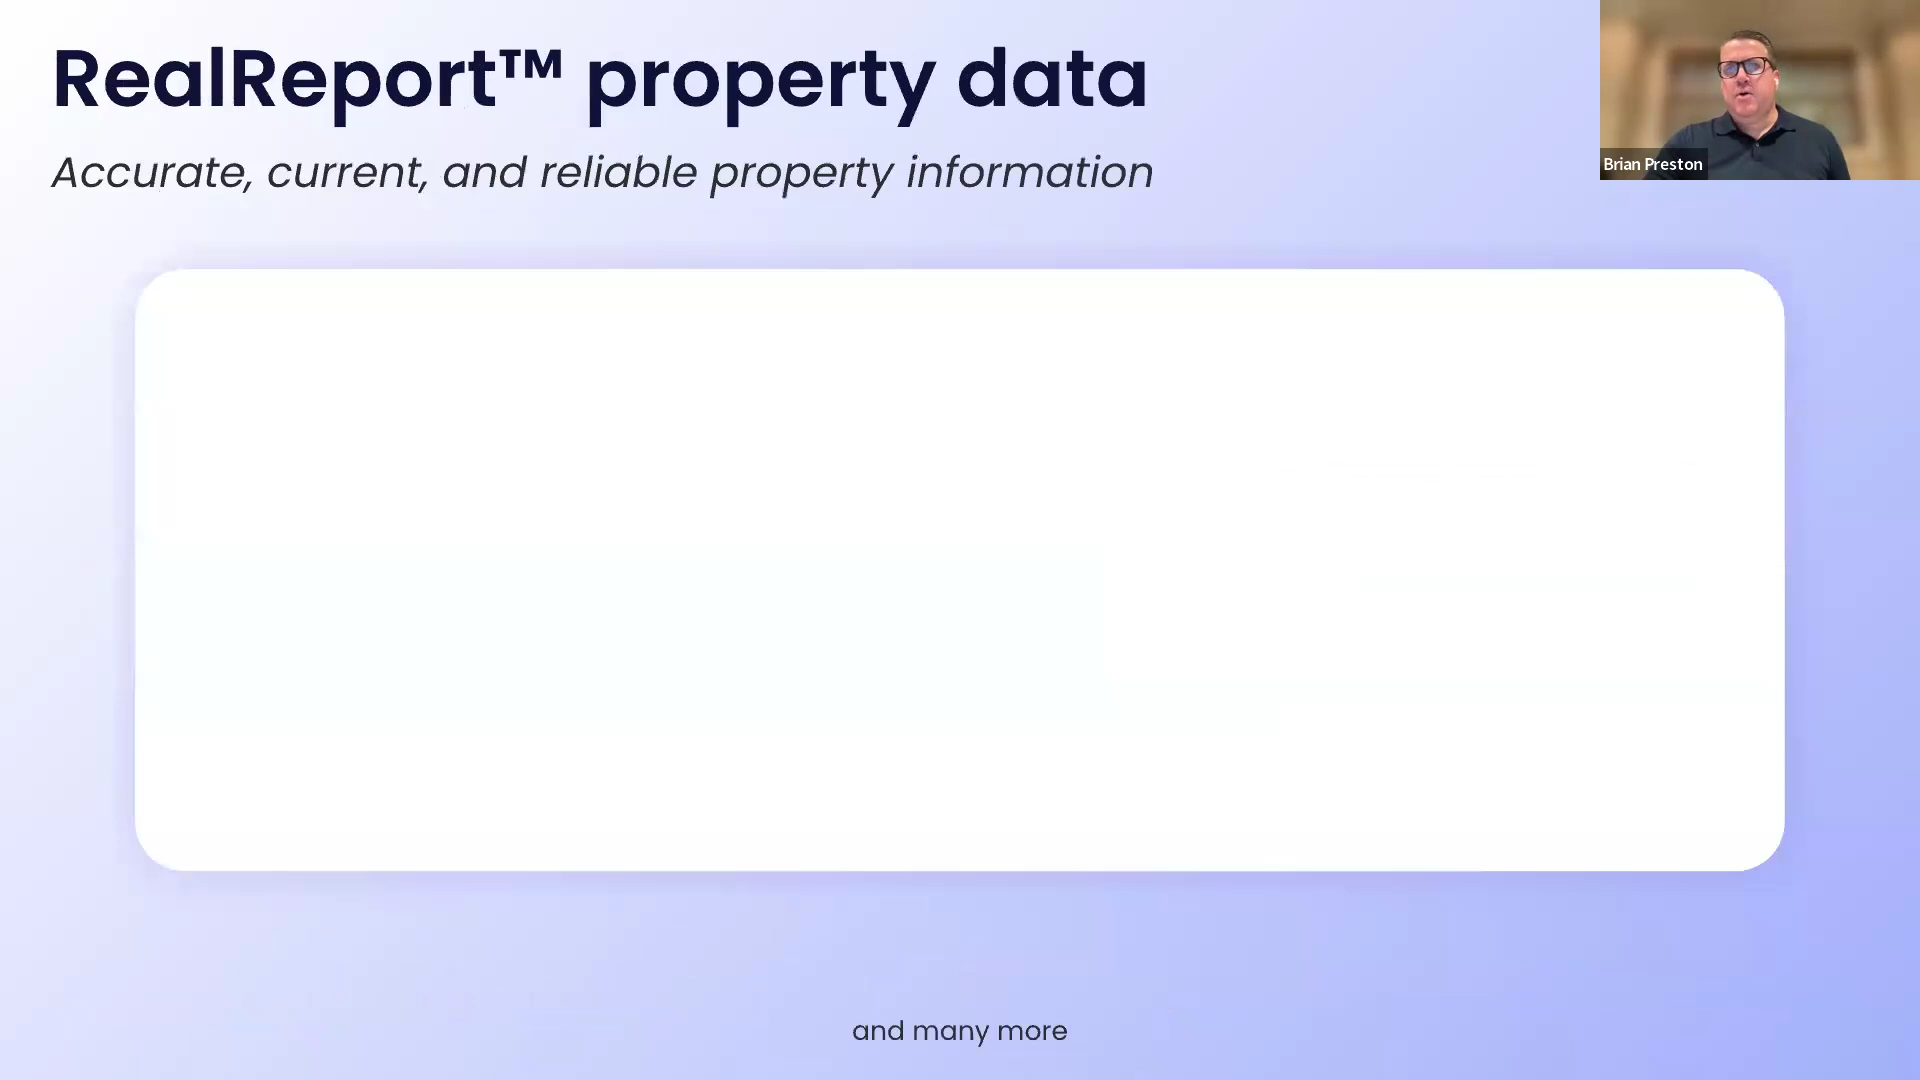 RealReport™ property data
Accurate, current, and reliable property information
Brian Preston
and many more